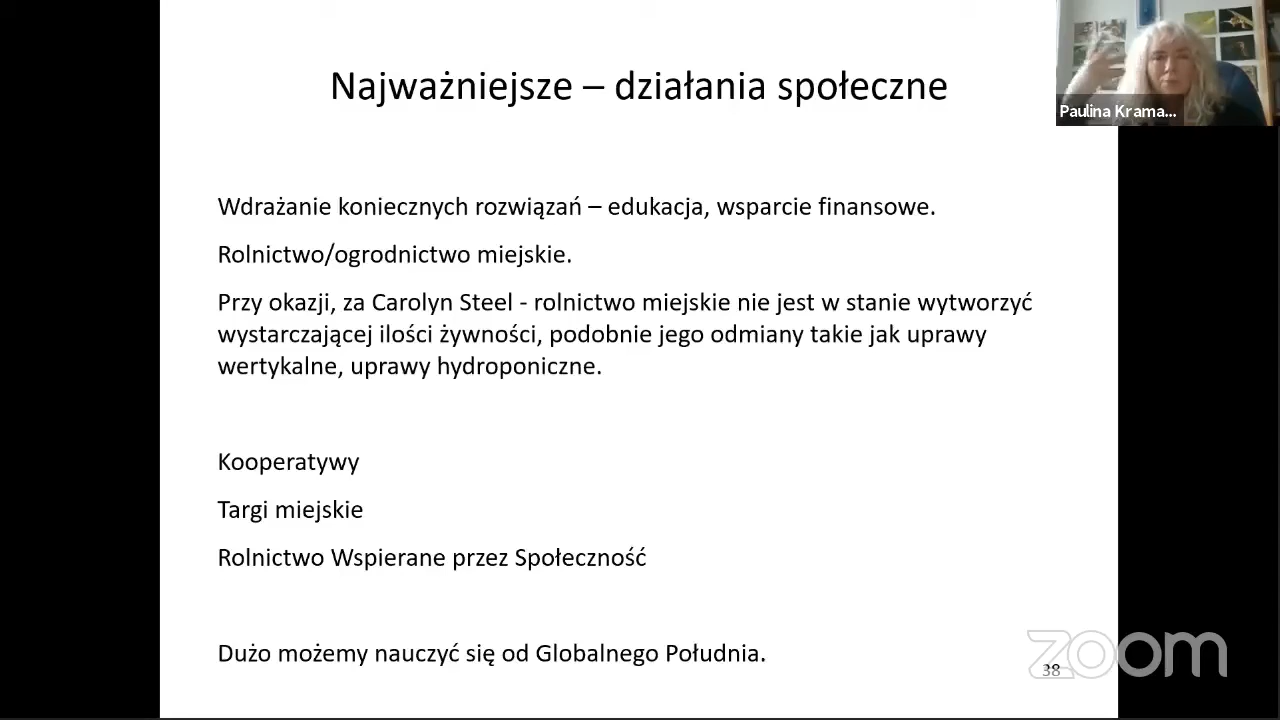 Najważniejsze – działania społeczne
Paulina Krama...
Wdrażanie koniecznych rozwiązań – edukacja, wsparcie finansowe.
Rolnictwo/ogrodnictwo miejskie.
Przy okazji, za Carolyn Steel - rolnictwo miejskie nie jest w stanie wytworzyć
wystarczającej ilości żywności, podobnie jego odmiany takie jak uprawy
wertykalne, uprawy hydroponiczne.
Kooperatywy
Targi miejskie
Rolnictwo Wspierane przez Społeczność
Dużo możemy nauczyć się od Globalnego Południa.
38
zoom